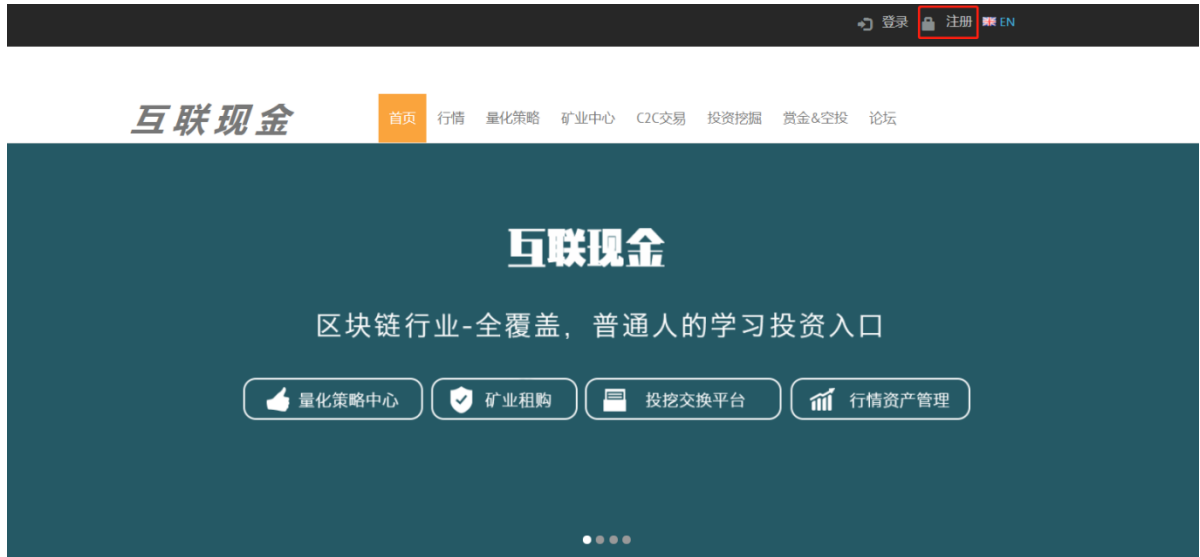 登录 注册 EN
互联现金
首页 行情 量化策略 矿业中心 C2C交易 投资挖掘 赏金&空投 论坛
互联现金
区块链行业-全覆盖，普通人的学习投资入口
量化策略中心 矿业租购 投挖交换平台 行情资产管理